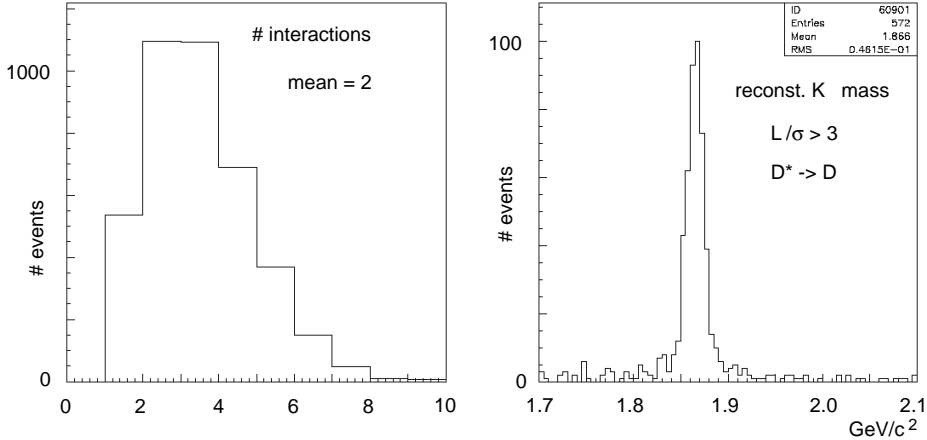 # interactions
mean = 2
# events
1000
0
0 2 4 6 8 10
ID 60901
Entries 572
Mean 1.866
RMS 0.4615E-01
reconst. K mass
L/σ > 3
D* -> D
# events
100
0
1.7 1.8 1.9 2.0 2.1
GeV/c 2